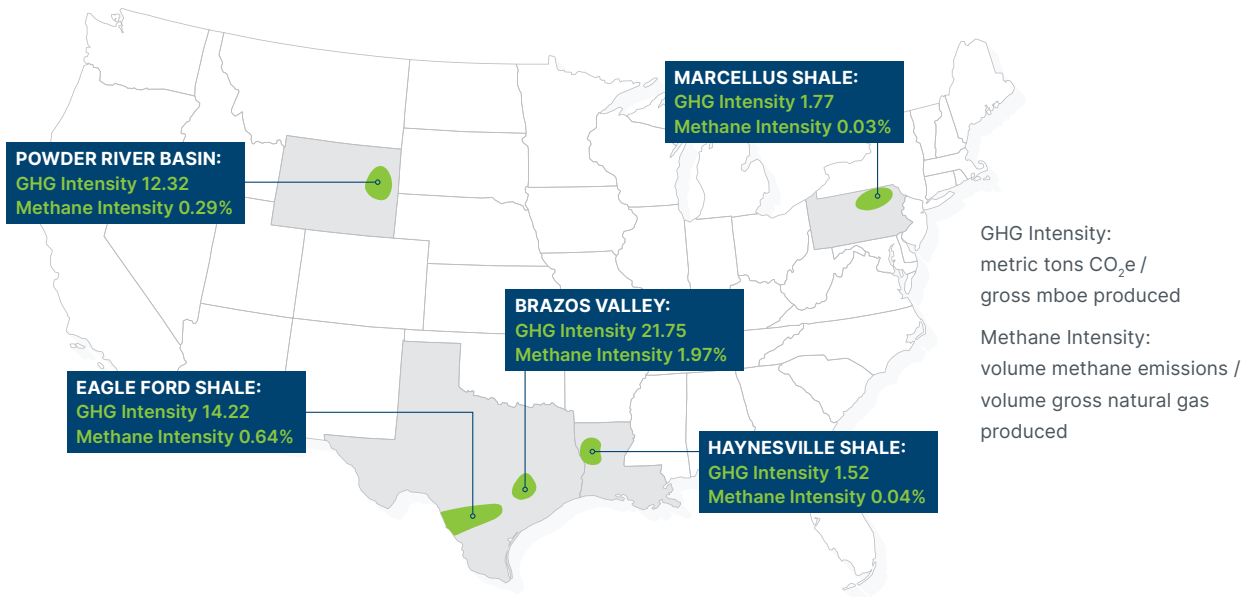 MARCELLUS SHALE:
GHG Intensity 1.77
Methane Intensity 0.03%
POWDER RIVER BASIN:
GHG Intensity 12.32
Methane Intensity 0.29%
GHG Intensity:
metric tons CO₂e /
gross mboe produced
Methane Intensity:
volume methane emissions /
volume gross natural gas
produced
BRAZOS VALLEY:
GHG Intensity 21.75
Methane Intensity 1.97%
EAGLE FORD SHALE:
GHG Intensity 14.22
Methane Intensity 0.64%
HAYNESVILLE SHALE:
GHG Intensity 1.52
Methane Intensity 0.04%